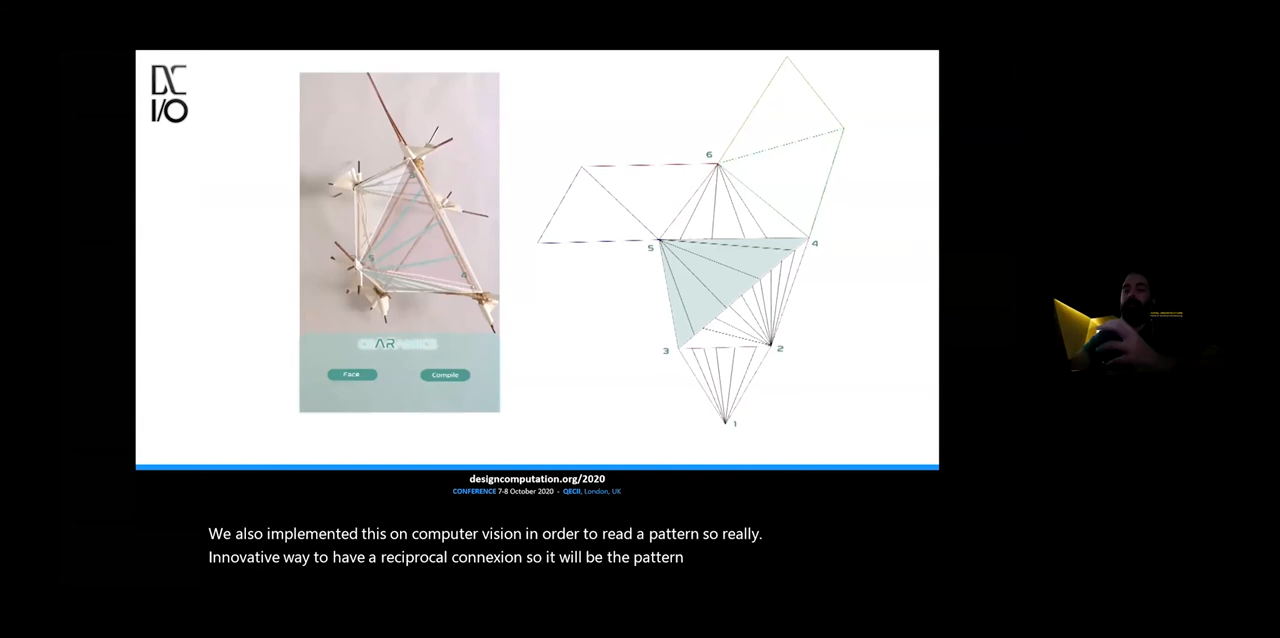 DC
I/O
6
5
4
3
2
1
AR
Face
Compile
designcomputation.org/2020
CONFERENCE 7-8 October 2020 - QECII, London, UK
We also implemented this on computer vision in order to read a pattern so really.
Innovative way to have a reciprocal connexion so it will be the pattern